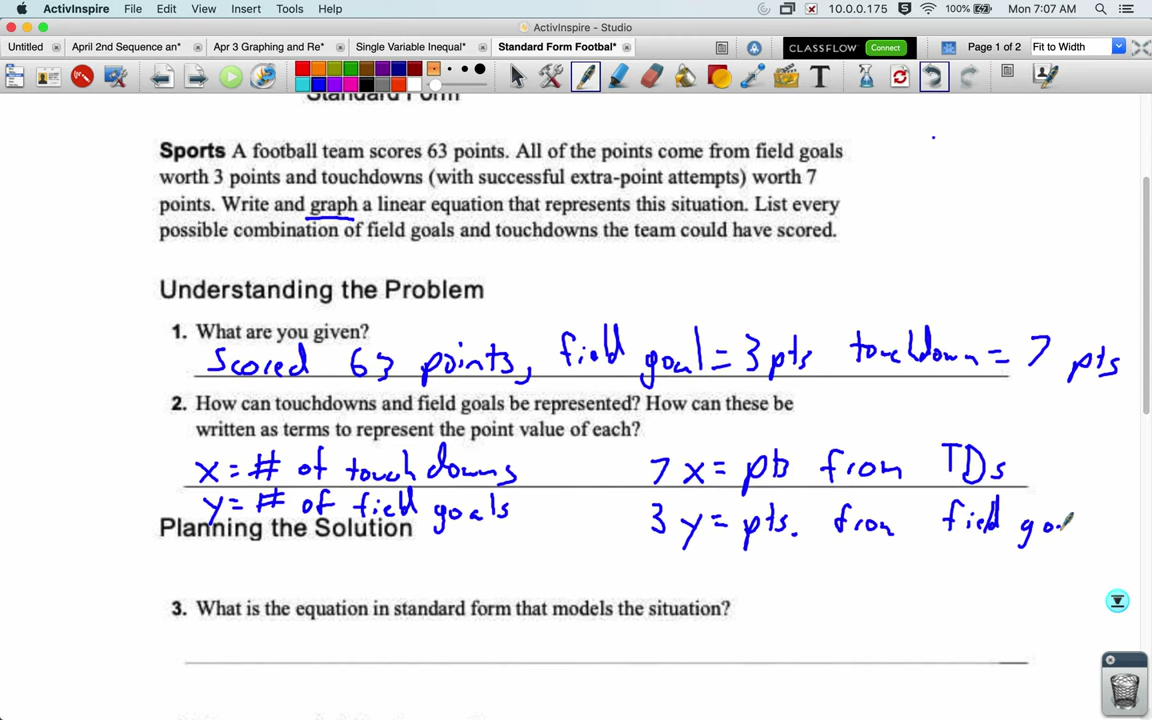 ActivInspire File Edit View Insert Tools Help 10.0.0.175 100% Mon 7:07 AM
ActivInspire - Studio
Untitled April 2nd Sequence an* Apr 3 Graphing and Re* Single Variable Inequal* Standard Form Footbal* CLASSFLOW Connect Page 1 of 2 Fit to Width
Standard Form
Sports A football team scores 63 points. All of the points come from field goals
worth 3 points and touchdowns (with successful extra-point attempts) worth 7
points. Write and graph a linear equation that represents this situation. List every
possible combination of field goals and touchdowns the team could have scored.
Understanding the Problem
1. What are you given?
Scored 63 points, field goal = 3 pts touchdown = 7 pts
2. How can touchdowns and field goals be represented? How can these be
written as terms to represent the point value of each?
x = # of touchdowns 7x = pts from TDs
y = # of field goals 3y = pts. from field goa
Planning the Solution
3. What is the equation in standard form that models the situation?